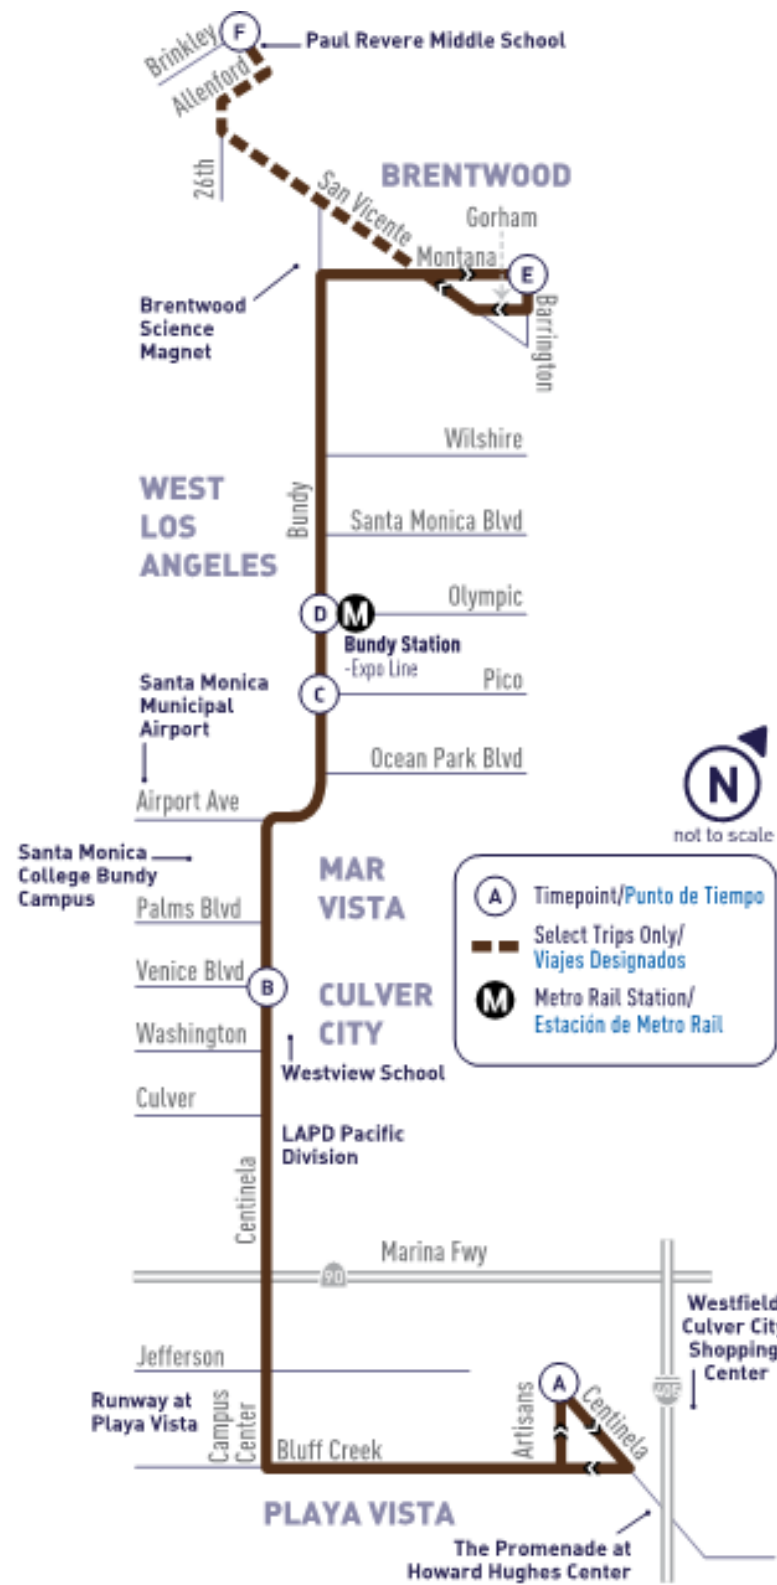 F
Paul Revere Middle School
Brinkley
Allenford
26th
San Vicente
BRENTWOOD
Gorham
Montana
E
Barrington
Brentwood
Science
Magnet
Wilshire
WEST
LOS
ANGELES
Bundy
Santa Monica Blvd
Olympic
D
M
Bundy Station
-Expo Line
Santa Monica
Municipal
Airport
C
Pico
Ocean Park Blvd
Airport Ave
N
not to scale
Santa Monica
College Bundy
Campus
MAR
VISTA
Palms Blvd
Venice Blvd
B
CULVER
CITY
Washington
Westview School
Culver
LAPD Pacific
Division
A Timepoint/Punto de Tiempo
Select Trips Only/
Viajes Designados
M Metro Rail Station/
Estación de Metro Rail
Centinela
Marina Fwy
90
Westfield
Culver City
Shopping
Center
405
Jefferson
A
Centinela
Artisans
Runway at
Playa Vista
Campus
Center
Bluff Creek
PLAYA VISTA
The Promenade at
Howard Hughes Center